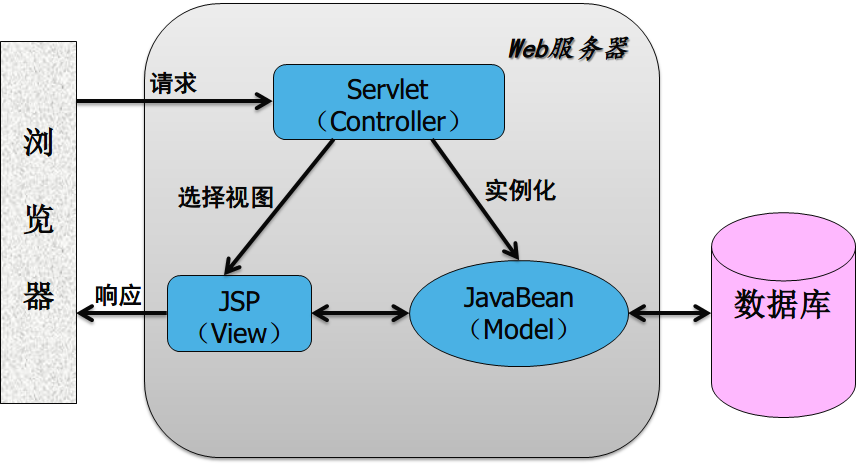 Web服务器
浏
览
器
请求
Servlet
（Controller）
选择视图
实例化
响应
JSP
（View）
JavaBean
（Model）
数据库